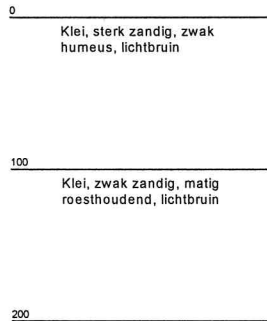 0
Klei, sterk zandig, zwak
humeus, lichtbruin
100
Klei, zwak zandig, matig
roesthoudend, lichtbruin
200